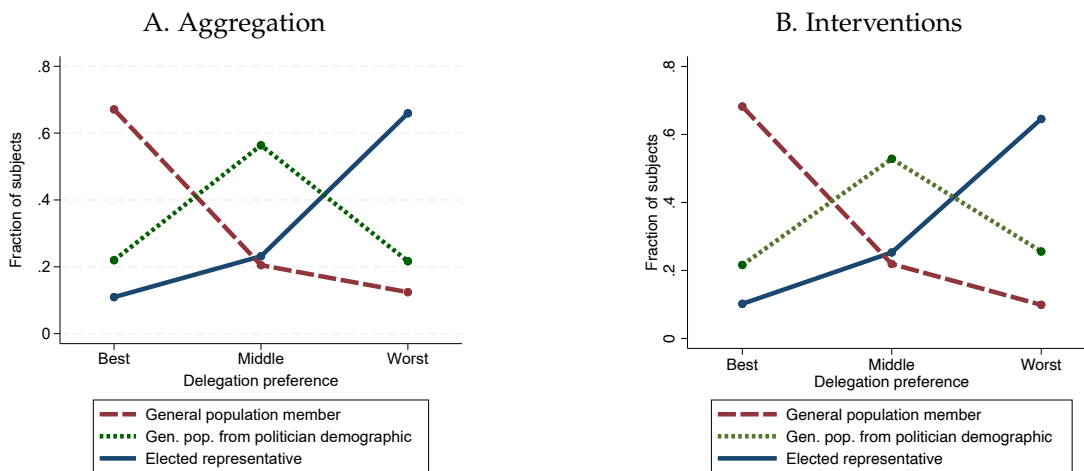 A. Aggregation
Fraction of subjects
.8
.6
.4
.2
0
Best
Middle
Worst
Delegation preference
General population member
Gen. pop. from politician demographic
Elected representative
B. Interventions
Fraction of subjects
.8
.6
.4
.2
0
Best
Middle
Worst
Delegation preference
General population member
Gen. pop. from politician demographic
Elected representative